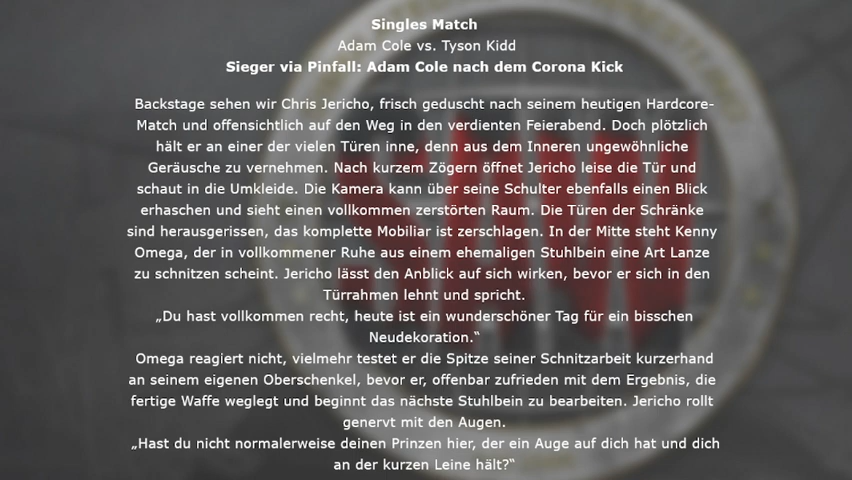 Singles Match
Adam Cole vs. Tyson Kidd
Sieger via Pinfall: Adam Cole nach dem Corona Kick
Backstage sehen wir Chris Jericho, frisch geduscht nach seinem heutigen Hardcore-
Match und offensichtlich auf den Weg in den verdienten Feierabend. Doch plötzlich
hält er an einer der vielen Türen inne, denn aus dem Inneren ungewöhnliche
Geräusche zu vernehmen. Nach kurzem Zögern öffnet Jericho leise die Tür und
schaut in die Umkleide. Die Kamera kann über seine Schulter ebenfalls einen Blick
erhaschen und sieht einen vollkommen zerstörten Raum. Die Türen der Schränke
sind herausgerissen, das komplette Mobiliar ist zerschlagen. In der Mitte steht Kenny
Omega, der in vollkommener Ruhe aus einem ehemaligen Stuhlbein eine Art Lanze
zu schnitzen scheint. Jericho lässt den Anblick auf sich wirken, bevor er sich in den
Türrahmen lehnt und spricht.
„Du hast vollkommen recht, heute ist ein wunderschöner Tag für ein bisschen
Neudekoration.“
Omega reagiert nicht, vielmehr testet er die Spitze seiner Schnitzarbeit kurzerhand
an seinem eigenen Oberschenkel, bevor er, offenbar zufrieden mit dem Ergebnis, die
fertige Waffe weglegt und beginnt das nächste Stuhlbein zu bearbeiten. Jericho rollt
genervt mit den Augen.
„Hast du nicht normalerweise deinen Prinzen hier, der ein Auge auf dich hat und dich
an der kurzen Leine hält?“